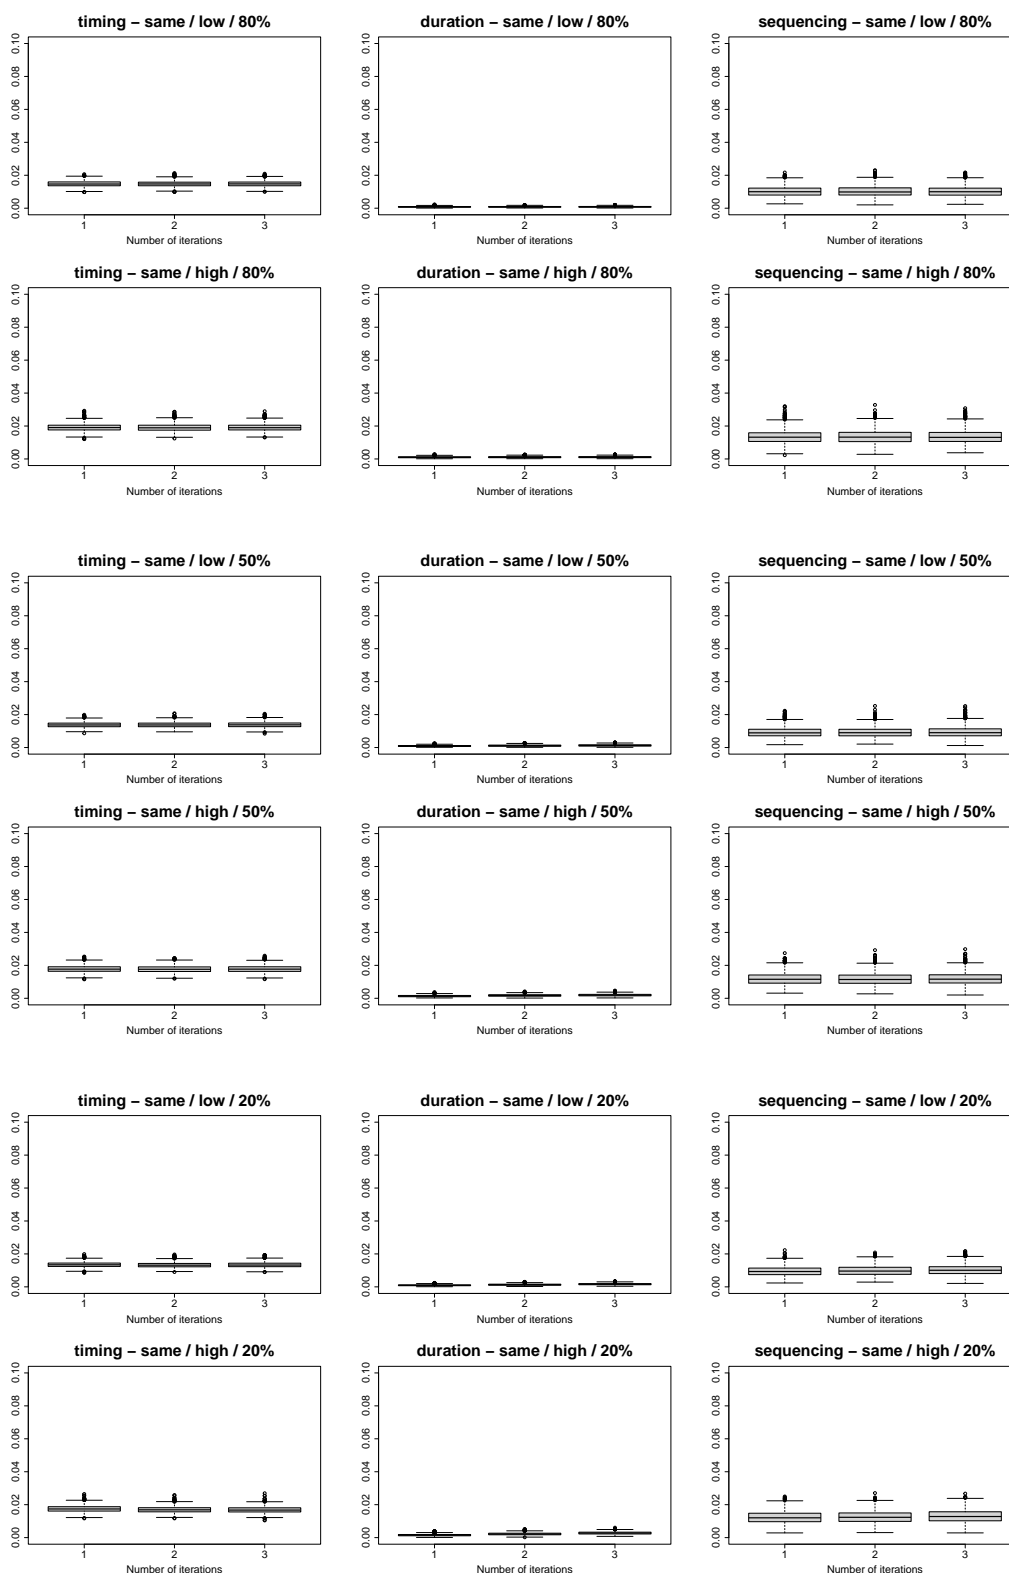 timing – same / low / 80%
duration – same / low / 80%
sequencing – same / low / 80%
0.00 0.02 0.04 0.06 0.08 0.10
0.00 0.02 0.04 0.06 0.08 0.10
0.00 0.02 0.04 0.06 0.08 0.10
1 2 3
1 2 3
1 2 3
Number of iterations
Number of iterations
Number of iterations
timing – same / high / 80%
duration – same / high / 80%
sequencing – same / high / 80%
0.00 0.02 0.04 0.06 0.08 0.10
0.00 0.02 0.04 0.06 0.08 0.10
0.00 0.02 0.04 0.06 0.08 0.10
1 2 3
1 2 3
1 2 3
Number of iterations
Number of iterations
Number of iterations
timing – same / low / 50%
duration – same / low / 50%
sequencing – same / low / 50%
0.00 0.02 0.04 0.06 0.08 0.10
0.00 0.02 0.04 0.06 0.08 0.10
0.00 0.02 0.04 0.06 0.08 0.10
1 2 3
1 2 3
1 2 3
Number of iterations
Number of iterations
Number of iterations
timing – same / high / 50%
duration – same / high / 50%
sequencing – same / high / 50%
0.00 0.02 0.04 0.06 0.08 0.10
0.00 0.02 0.04 0.06 0.08 0.10
0.00 0.02 0.04 0.06 0.08 0.10
1 2 3
1 2 3
1 2 3
Number of iterations
Number of iterations
Number of iterations
timing – same / low / 20%
duration – same / low / 20%
sequencing – same / low / 20%
0.00 0.02 0.04 0.06 0.08 0.10
0.00 0.02 0.04 0.06 0.08 0.10
0.00 0.02 0.04 0.06 0.08 0.10
1 2 3
1 2 3
1 2 3
Number of iterations
Number of iterations
Number of iterations
timing – same / high / 20%
duration – same / high / 20%
sequencing – same / high / 20%
0.00 0.02 0.04 0.06 0.08 0.10
0.00 0.02 0.04 0.06 0.08 0.10
0.00 0.02 0.04 0.06 0.08 0.10
1 2 3
1 2 3
1 2 3
Number of iterations
Number of iterations
Number of iterations